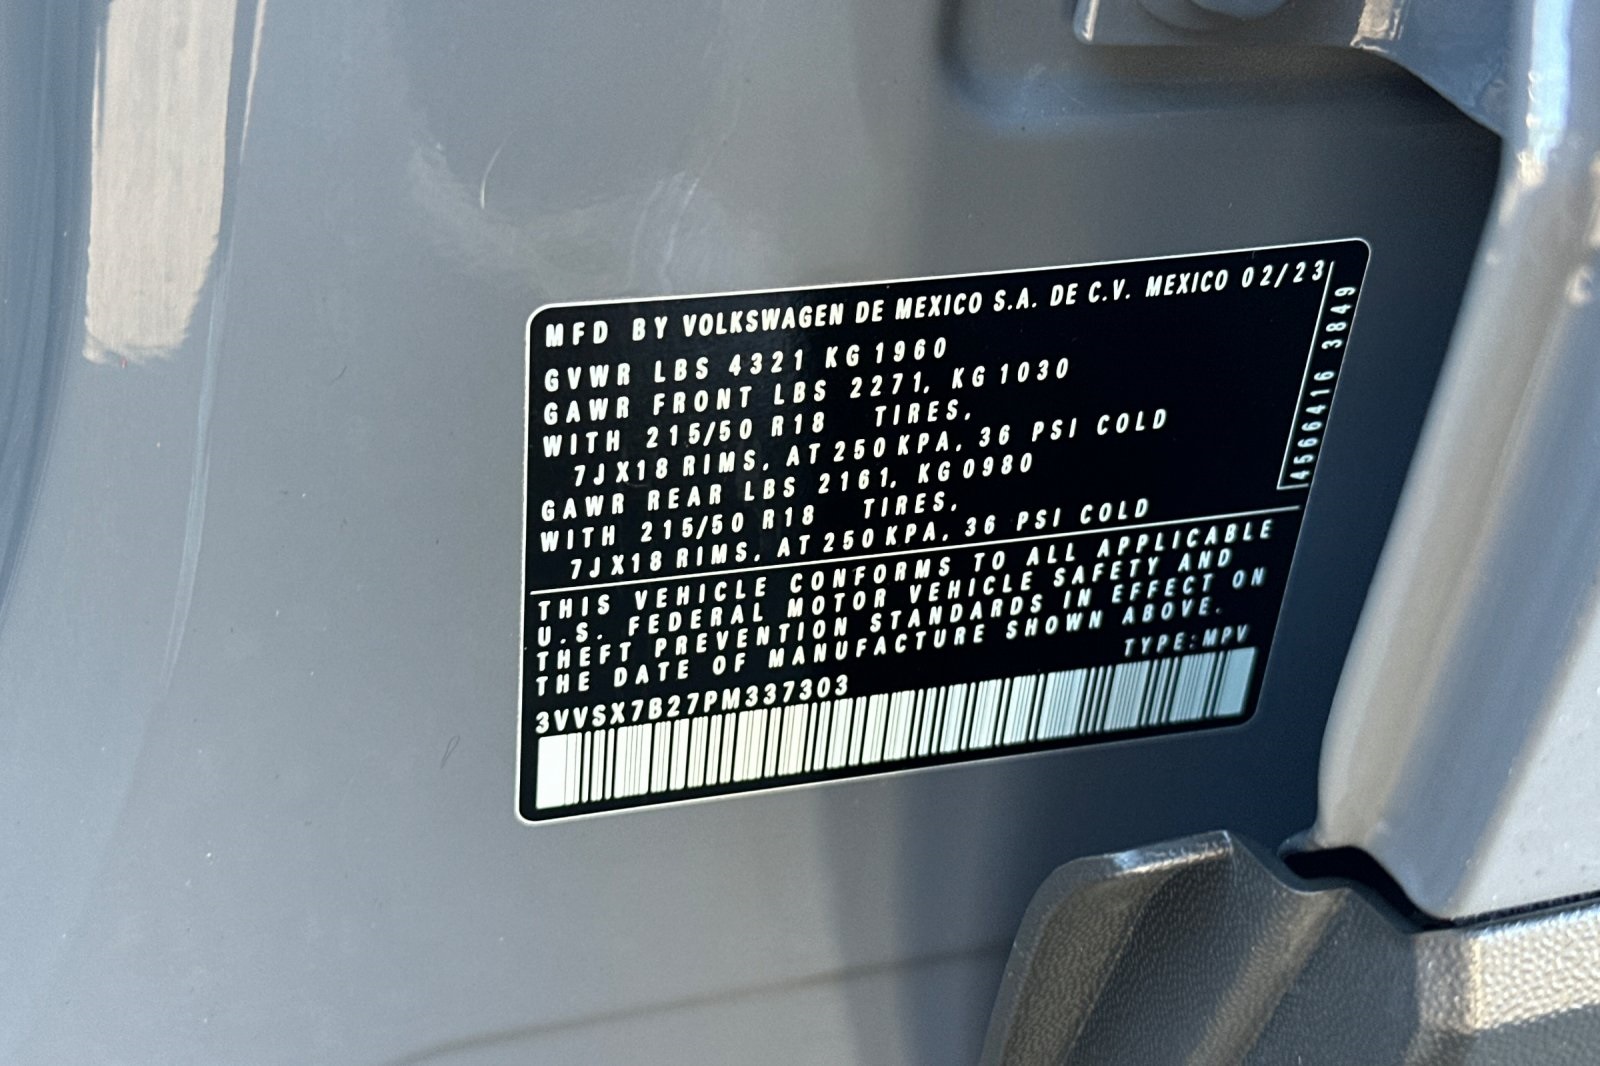 MFD BY VOLKSWAGEN DE MEXICO S.A. DE C.V. MEXICO 02/23
GVWR LBS 4321 KG 1960
GAWR FRONT LBS 2271, KG 1030
WITH 215/50 R18 TIRES,
7JX18 RIMS, AT 250 KPA, 36 PSI COLD
GAWR REAR LBS 2161, KG 0980
WITH 215/50 R18 TIRES,
7JX18 RIMS, AT 250 KPA, 36 PSI COLD
THIS VEHICLE CONFORMS TO ALL APPLICABLE
U.S. FEDERAL MOTOR VEHICLE SAFETY AND
THEFT PREVENTION STANDARDS IN EFFECT ON
THE DATE OF MANUFACTURE SHOWN ABOVE.
TYPE: MPV
3VVSX7B27PM337303
45666416 3849